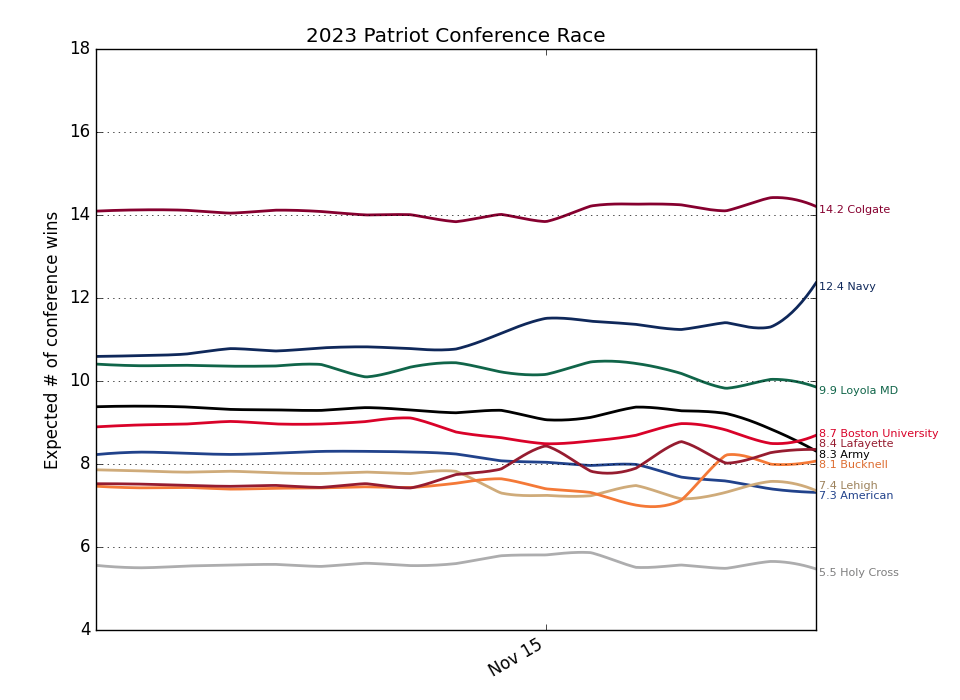 2023 Patriot Conference Race
Expected # of conference wins
18
16
14
12
10
8
6
4
Nov 15
14.2 Colgate
12.4 Navy
9.9 Loyola MD
8.7 Boston University
8.4 Lafayette
8.3 Army
8.1 Bucknell
7.4 Lehigh
7.3 American
5.5 Holy Cross